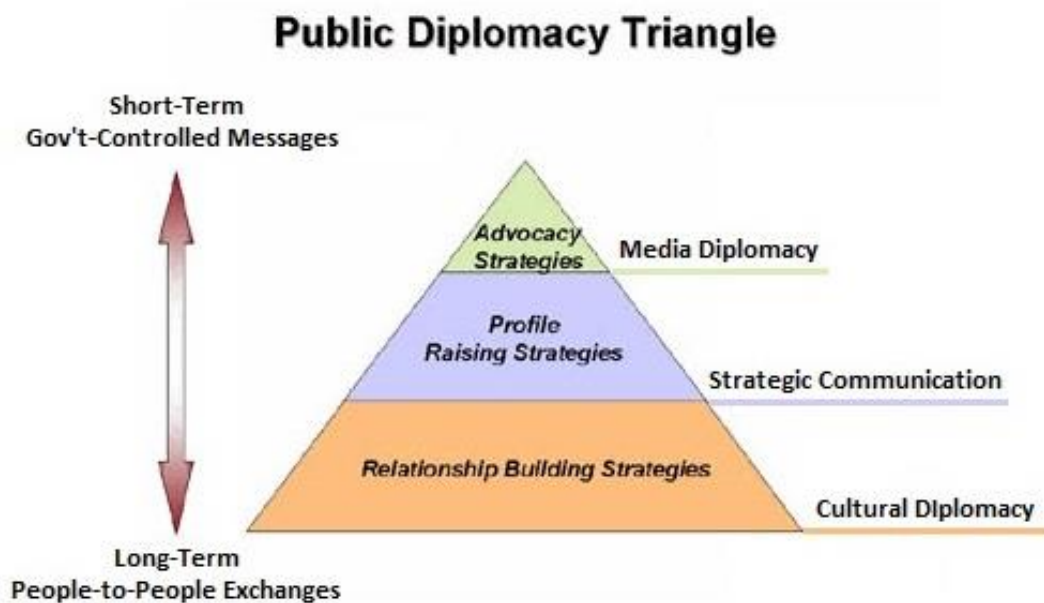 Public Diplomacy Triangle
Short-Term
Gov't-Controlled Messages
Advocacy
Strategies
Media Diplomacy
Profile
Raising Strategies
Strategic Communication
Relationship Building Strategies
Cultural DIplomacy
Long-Term
People-to-People Exchanges